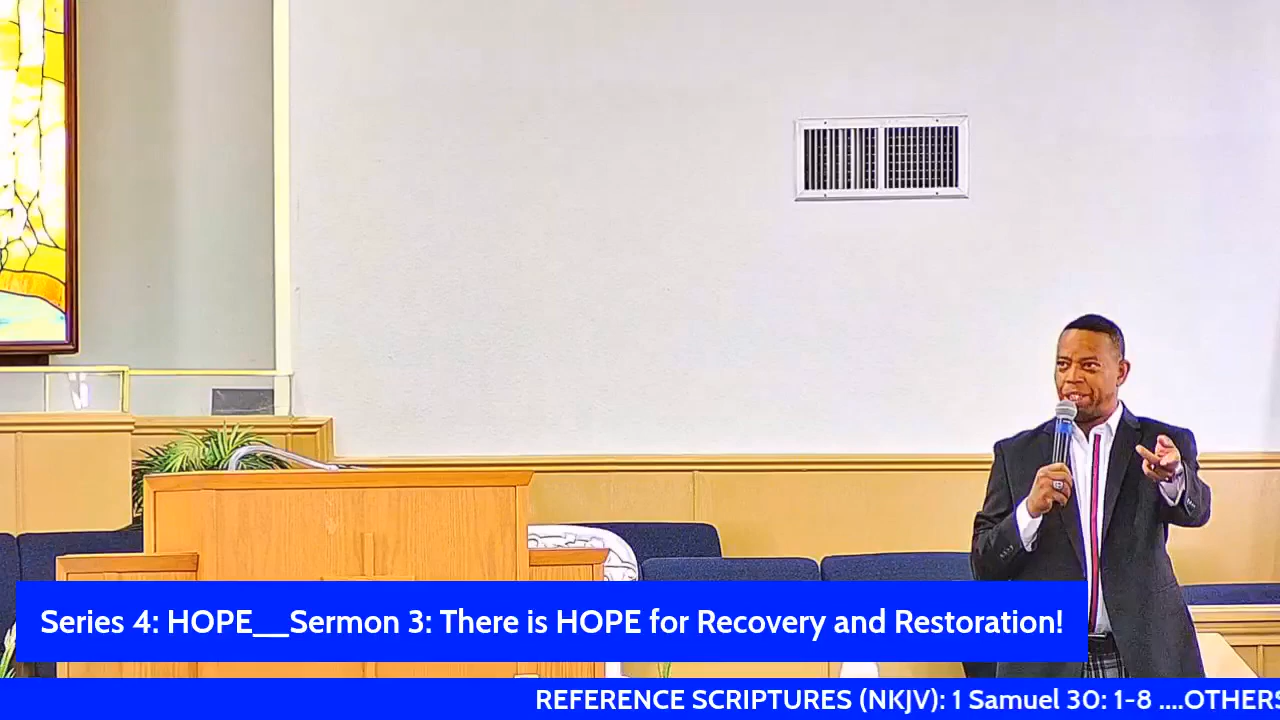 Series 4: HOPE__Sermon 3: There is HOPE for Recovery and Restoration!
REFERENCE SCRIPTURES (NKJV): 1 Samuel 30: 1-8 ....OTHERS